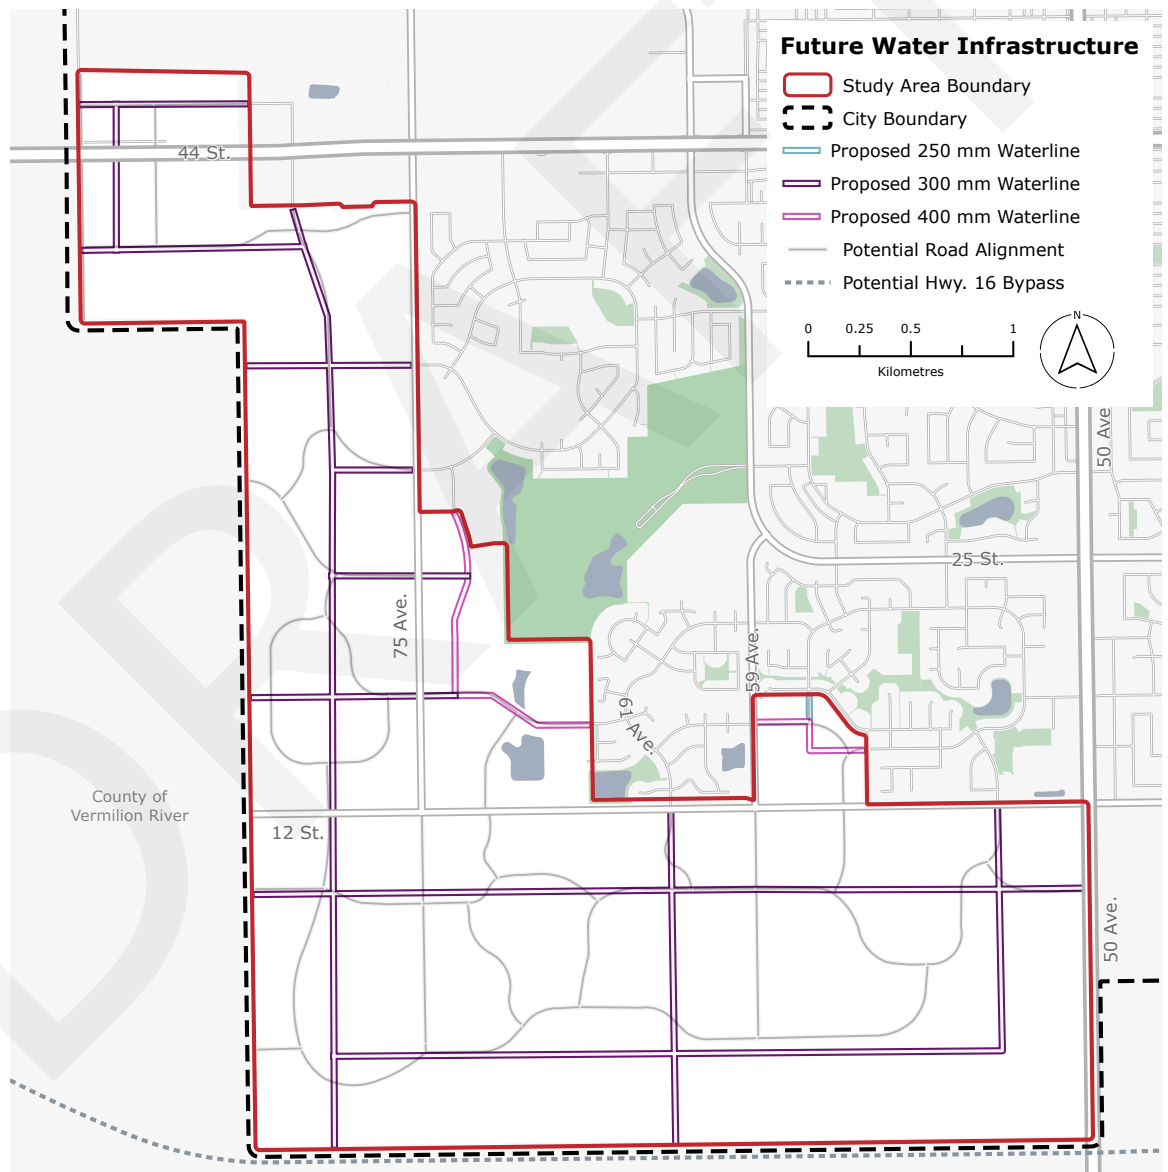 Future Water Infrastructure
Study Area Boundary
City Boundary
Proposed 250 mm Waterline
Proposed 300 mm Waterline
Proposed 400 mm Waterline
Potential Road Alignment
Potential Hwy. 16 Bypass
0 0.25 0.5 1
Kilometres
N
44 St.
50 Ave.
25 St.
75 Ave.
59 Ave.
61 Ave.
County of
Vermilion River
12 St.
50 Ave.
DRAFT